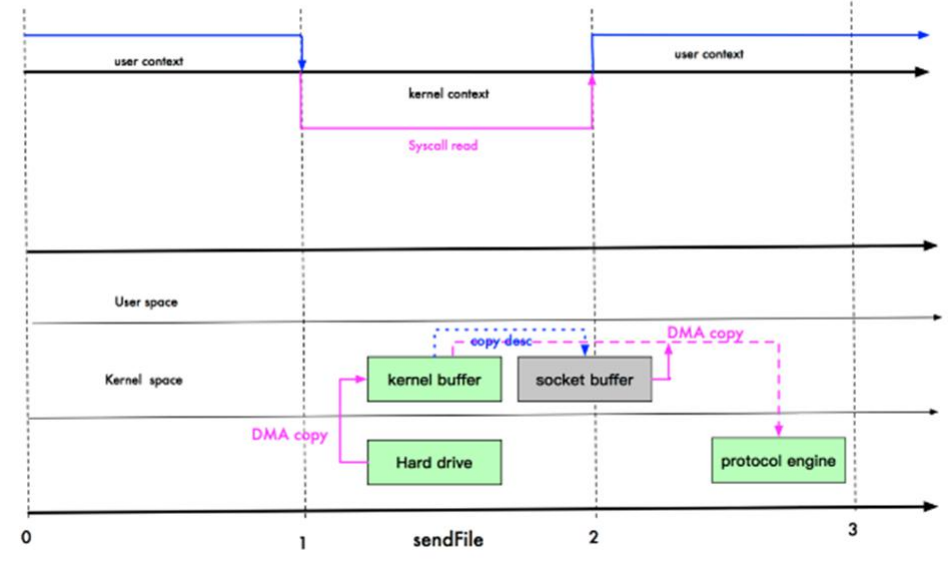 user context
user context
kernel context
Syscall read
User space
copy desc
DMA copy
Kernel space
kernel buffer
socket buffer
DMA copy
Hard drive
protocol engine
0
1
sendFile
2
3